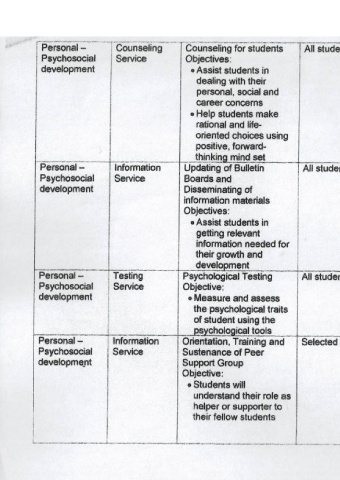 Personal –
Psychosocial
development
Counseling
Service
Counseling for students
Objectives:
• Assist students in
dealing with their
personal, social and
career concerns
• Help students make
rational and life-
oriented choices using
positive, forward-
thinking mind set
All stude
Personal –
Psychosocial
development
Information
Service
Updating of Bulletin
Boards and
Disseminating of
information materials
Objectives:
• Assist students in
getting relevant
information needed for
their growth and
development
All studen
Personal –
Psychosocial
development
Testing
Service
Psychological Testing
Objective:
• Measure and assess
the psychological traits
of student using the
psychological tools
All studen
Personal –
Psychosocial
development
Information
Service
Orientation, Training and
Sustenance of Peer
Support Group
Objective:
• Students will
understand their role as
helper or supporter to
their fellow students
Selected